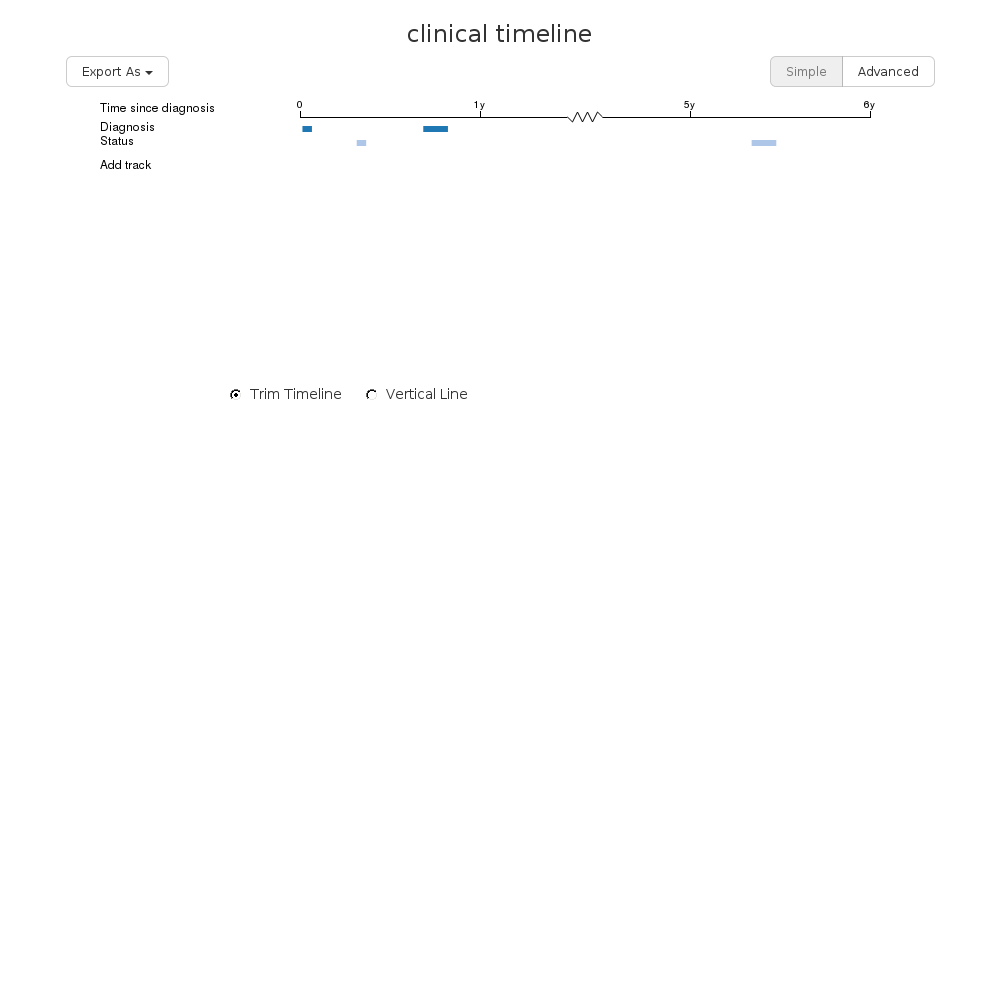 clinical timeline
Export As
Simple Advanced
Time since diagnosis 0 1y 5y 6y
Diagnosis
Status
Add track
Trim Timeline Vertical Line